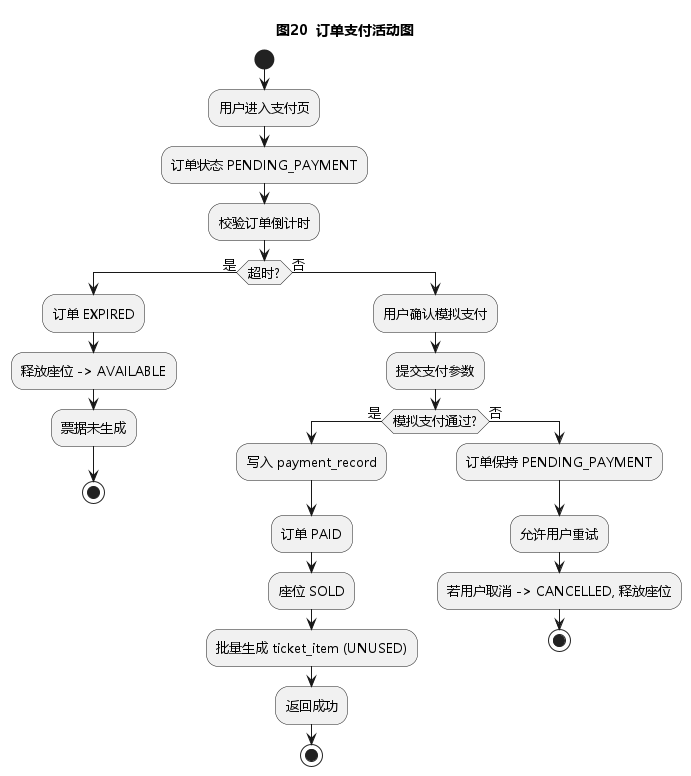 图20 订单支付活动图
用户进入支付页
订单状态 PENDING_PAYMENT
校验订单倒计时
是
超时?
否
订单 EXPIRED
释放座位 -> AVAILABLE
票据未生成
用户确认模拟支付
提交支付参数
是
模拟支付通过?
否
写入 payment_record
订单 PAID
座位 SOLD
批量生成 ticket_item (UNUSED)
返回成功
订单保持 PENDING_PAYMENT
允许用户重试
若用户取消 -> CANCELLED, 释放座位